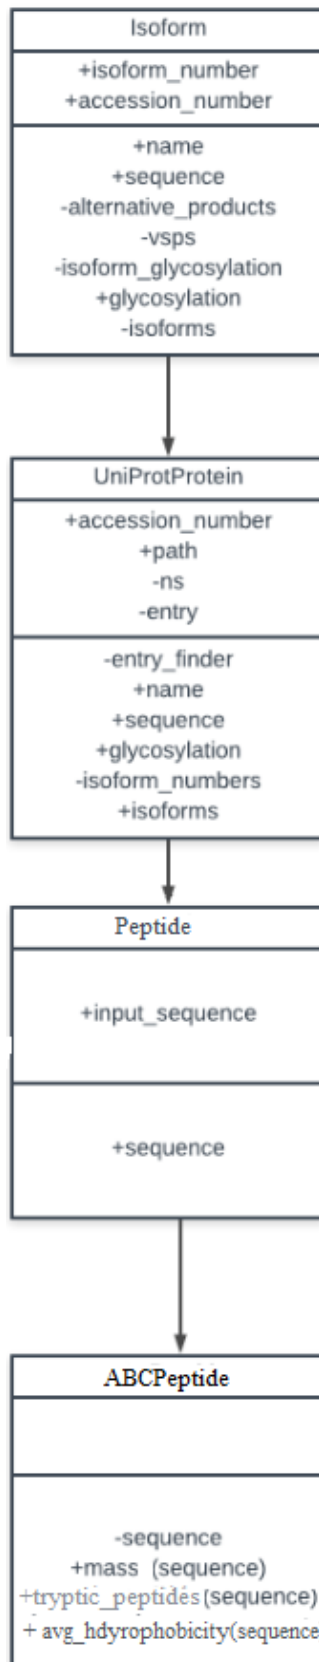 Isoform
+isoform_number
+accession_number
+name
+sequence
-alternative_products
-vsps
-isoform_glycosylation
+glycosylation
-isoforms
UniProtProtein
+accession_number
+path
-ns
-entry
-entry_finder
+name
+sequence
+glycosylation
-isoform_numbers
+isoforms
Peptide
+input_sequence
+sequence
ABCPeptide
-sequence
+mass (sequence)
+tryptic_peptides(sequence)
+ avg_hdyrophobicity(sequence